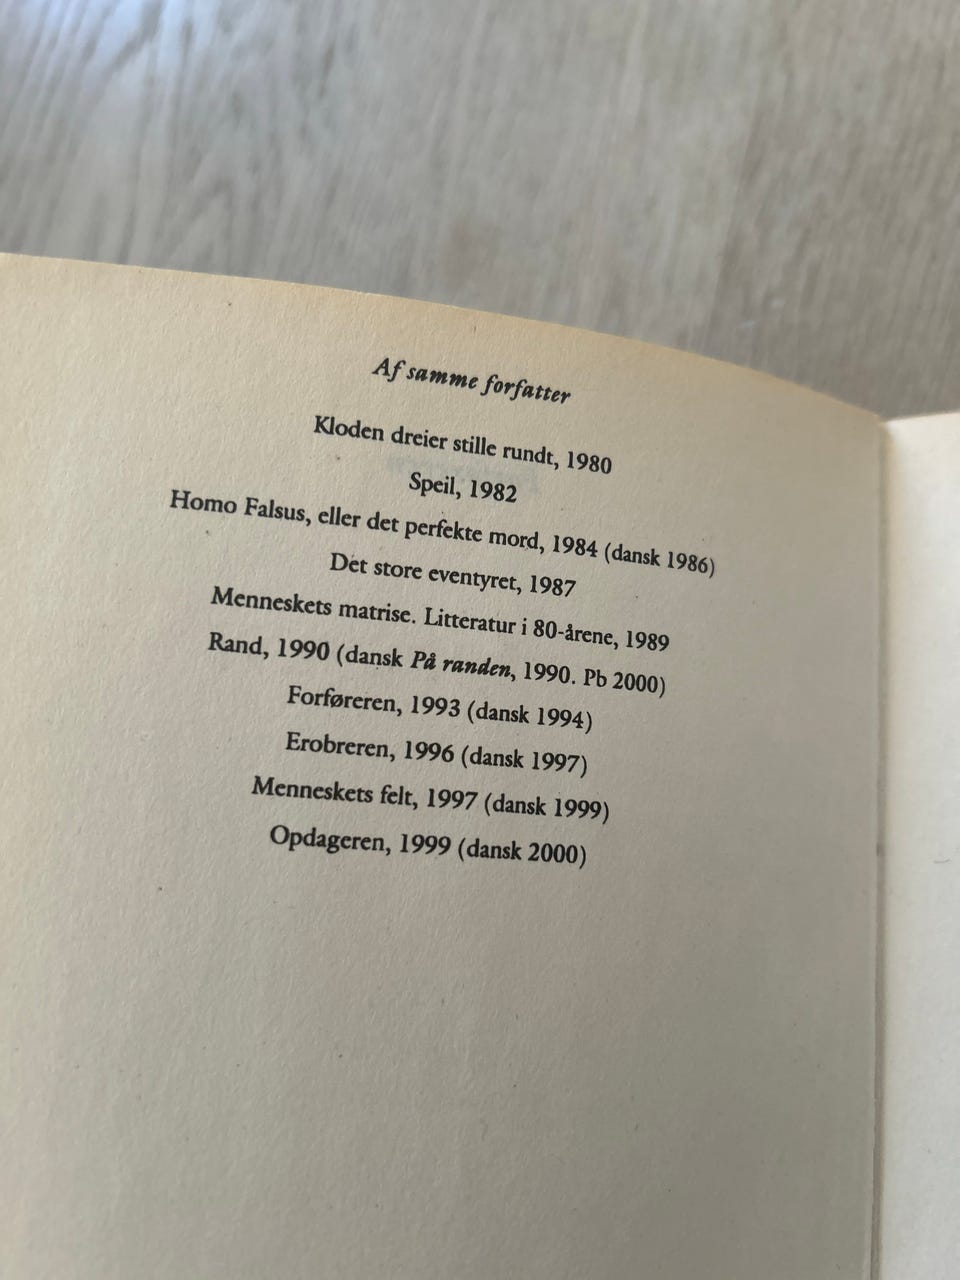 Af samme forfatter
Kloden dreier stille rundt, 1980
Speil, 1982
Homo Falsus, eller det perfekte mord, 1984 (dansk 1986)
Det store eventyret, 1987
Menneskets matrise. Litteratur i 80-årene, 1989
Rand, 1990 (dansk På randen, 1990. Pb 2000)
Forføreren, 1993 (dansk 1994)
Erobreren, 1996 (dansk 1997)
Menneskets felt, 1997 (dansk 1999)
Opdageren, 1999 (dansk 2000)